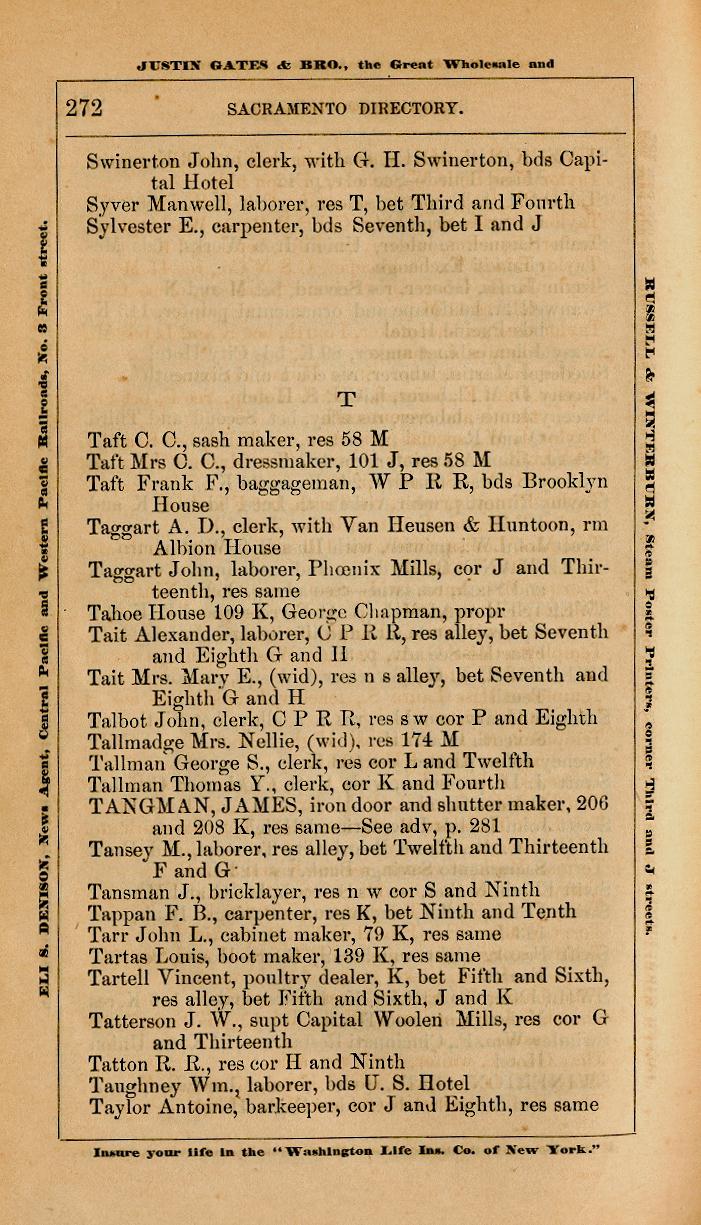 JUSTIN GATES & BRO., the Great Wholesale and
272
SACRAMENTO DIRECTORY.
Swinerton John, clerk, with G. H. Swinerton, bds Capi-
tal Hotel
Syver Manwell, laborer, res T, bet Third and Fourth
Sylvester E., carpenter, bds Seventh, bet I and J
T
Taft C. C., sash maker, res 58 M
Taft Mrs C. C., dressmaker, 101 J, res 58 M
Taft Frank F., baggageman, W P R R, bds Brooklyn
House
Taggart A. D., clerk, with Van Heusen & Huntoon, rm
Albion House
Taggart John, laborer, Phœnix Mills, cor J and Thir-
teenth, res same
Tahoe House 109 K, George Chapman, propr
Tait Alexander, laborer, C P R R, res alley, bet Seventh
and Eighth G and H
Tait Mrs. Mary E., (wid), res n s alley, bet Seventh and
Eighth G and H
Talbot John, clerk, C P R R, res s w cor P and Eighth
Tallmadge Mrs. Nellie, (wid), res 174 M
Tallman George S., clerk, res cor L and Twelfth
Tallman Thomas Y., clerk, cor K and Fourth
TANGMAN, JAMES, iron door and shutter maker, 206
and 208 K, res same—See adv, p. 281
Tansey M., laborer, res alley, bet Twelfth and Thirteenth
F and G
Tansman J., bricklayer, res n w cor S and Ninth
Tappan F. B., carpenter, res K, bet Ninth and Tenth
Tarr John L., cabinet maker, 79 K, res same
Tartas Louis, boot maker, 139 K, res same
Tartell Vincent, poultry dealer, K, bet Fifth and Sixth,
res alley, bet Fifth and Sixth, J and K
Tatterson J. W., supt Capital Woolen Mills, res cor G
and Thirteenth
Tatton R. R., res cor H and Ninth
Taughney Wm., laborer, bds U. S. Hotel
Taylor Antoine, barkeeper, cor J and Eighth, res same
Insure your life in the "Washington Life Ins. Co. of New York."
ELI S. DENISON, News Agent, Central Pacific and Western Pacific Railroads, No. 8 Front street.
RUSSELL & WINTERBURN, Steam Poster Printers, corner Third and J streets.